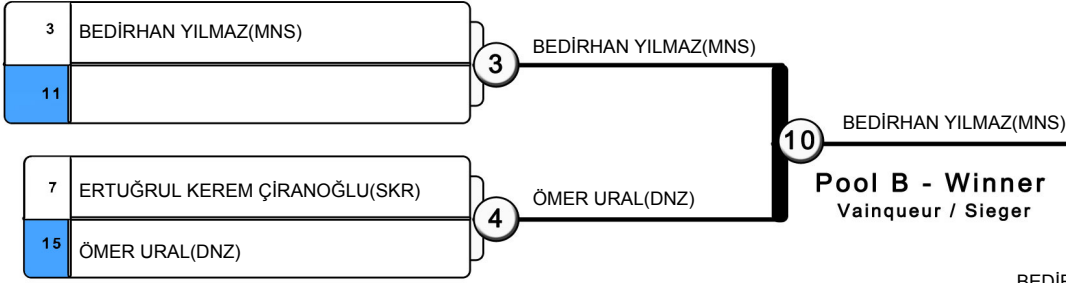 3 BEDİRHAN YILMAZ(MNS)
11
3
BEDİRHAN YILMAZ(MNS)
7 ERTUĞRUL KEREM ÇİRANOĞLU(SKR)
15 ÖMER URAL(DNZ)
4
ÖMER URAL(DNZ)
10
BEDİRHAN YILMAZ(MNS)
Pool B - Winner
Vainqueur / Sieger